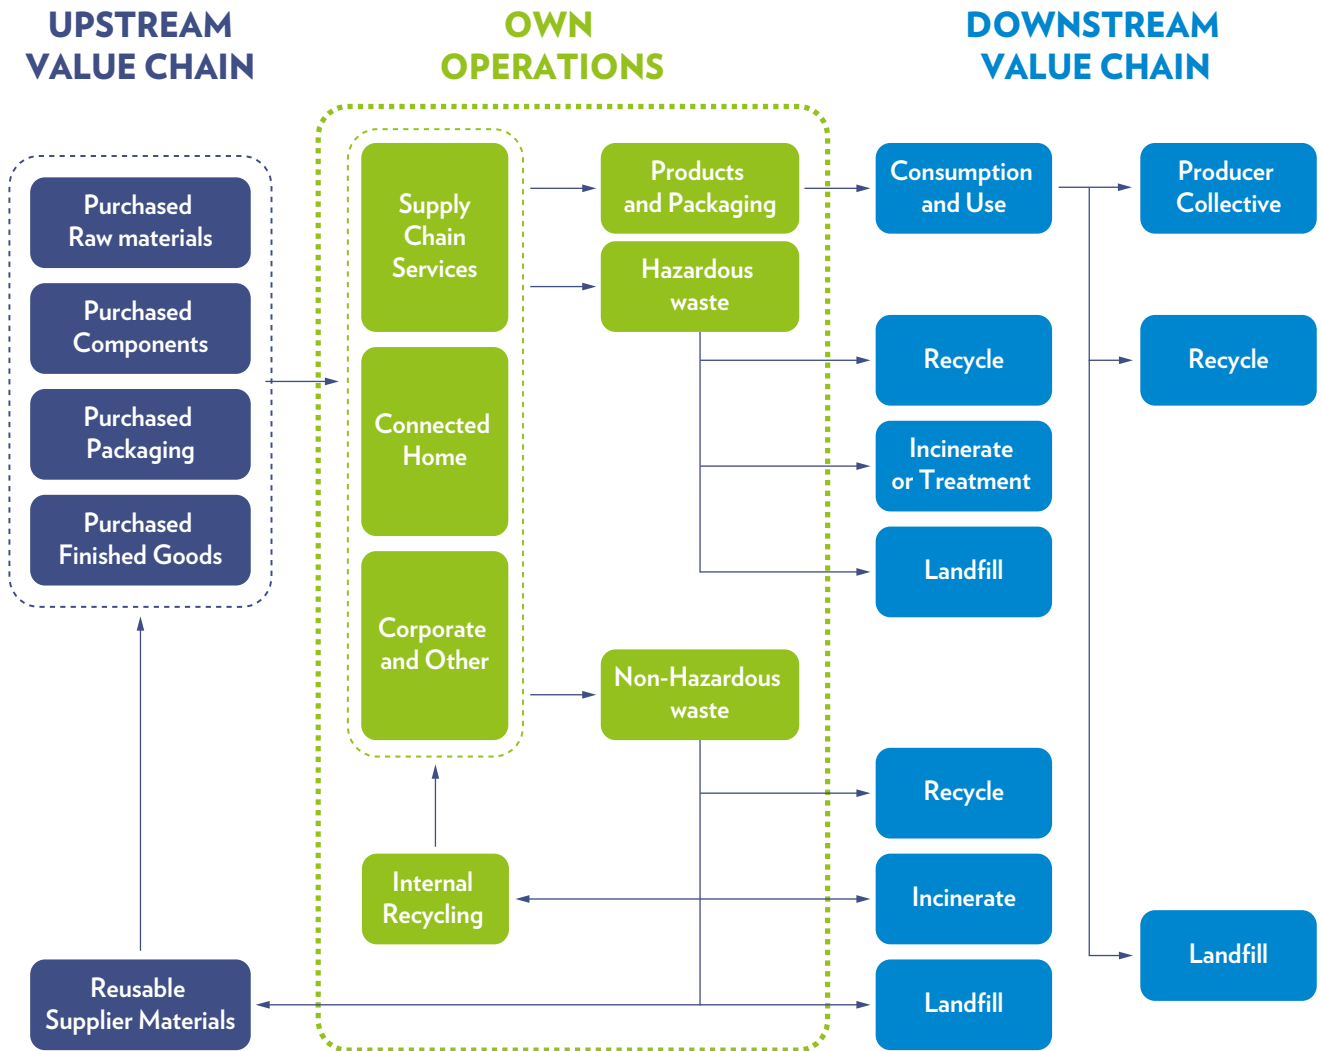 UPSTREAM
VALUE CHAIN
OWN
OPERATIONS
DOWNSTREAM
VALUE CHAIN
Purchased
Raw materials
Purchased
Components
Purchased
Packaging
Purchased
Finished Goods
Reusable
Supplier Materials
Supply
Chain
Services
Connected
Home
Corporate
and Other
Internal
Recycling
Products
and Packaging
Hazardous
waste
Non-Hazardous
waste
Consumption
and Use
Recycle
Incinerate
or Treatment
Landfill
Recycle
Incinerate
Landfill
Producer
Collective
Recycle
Landfill